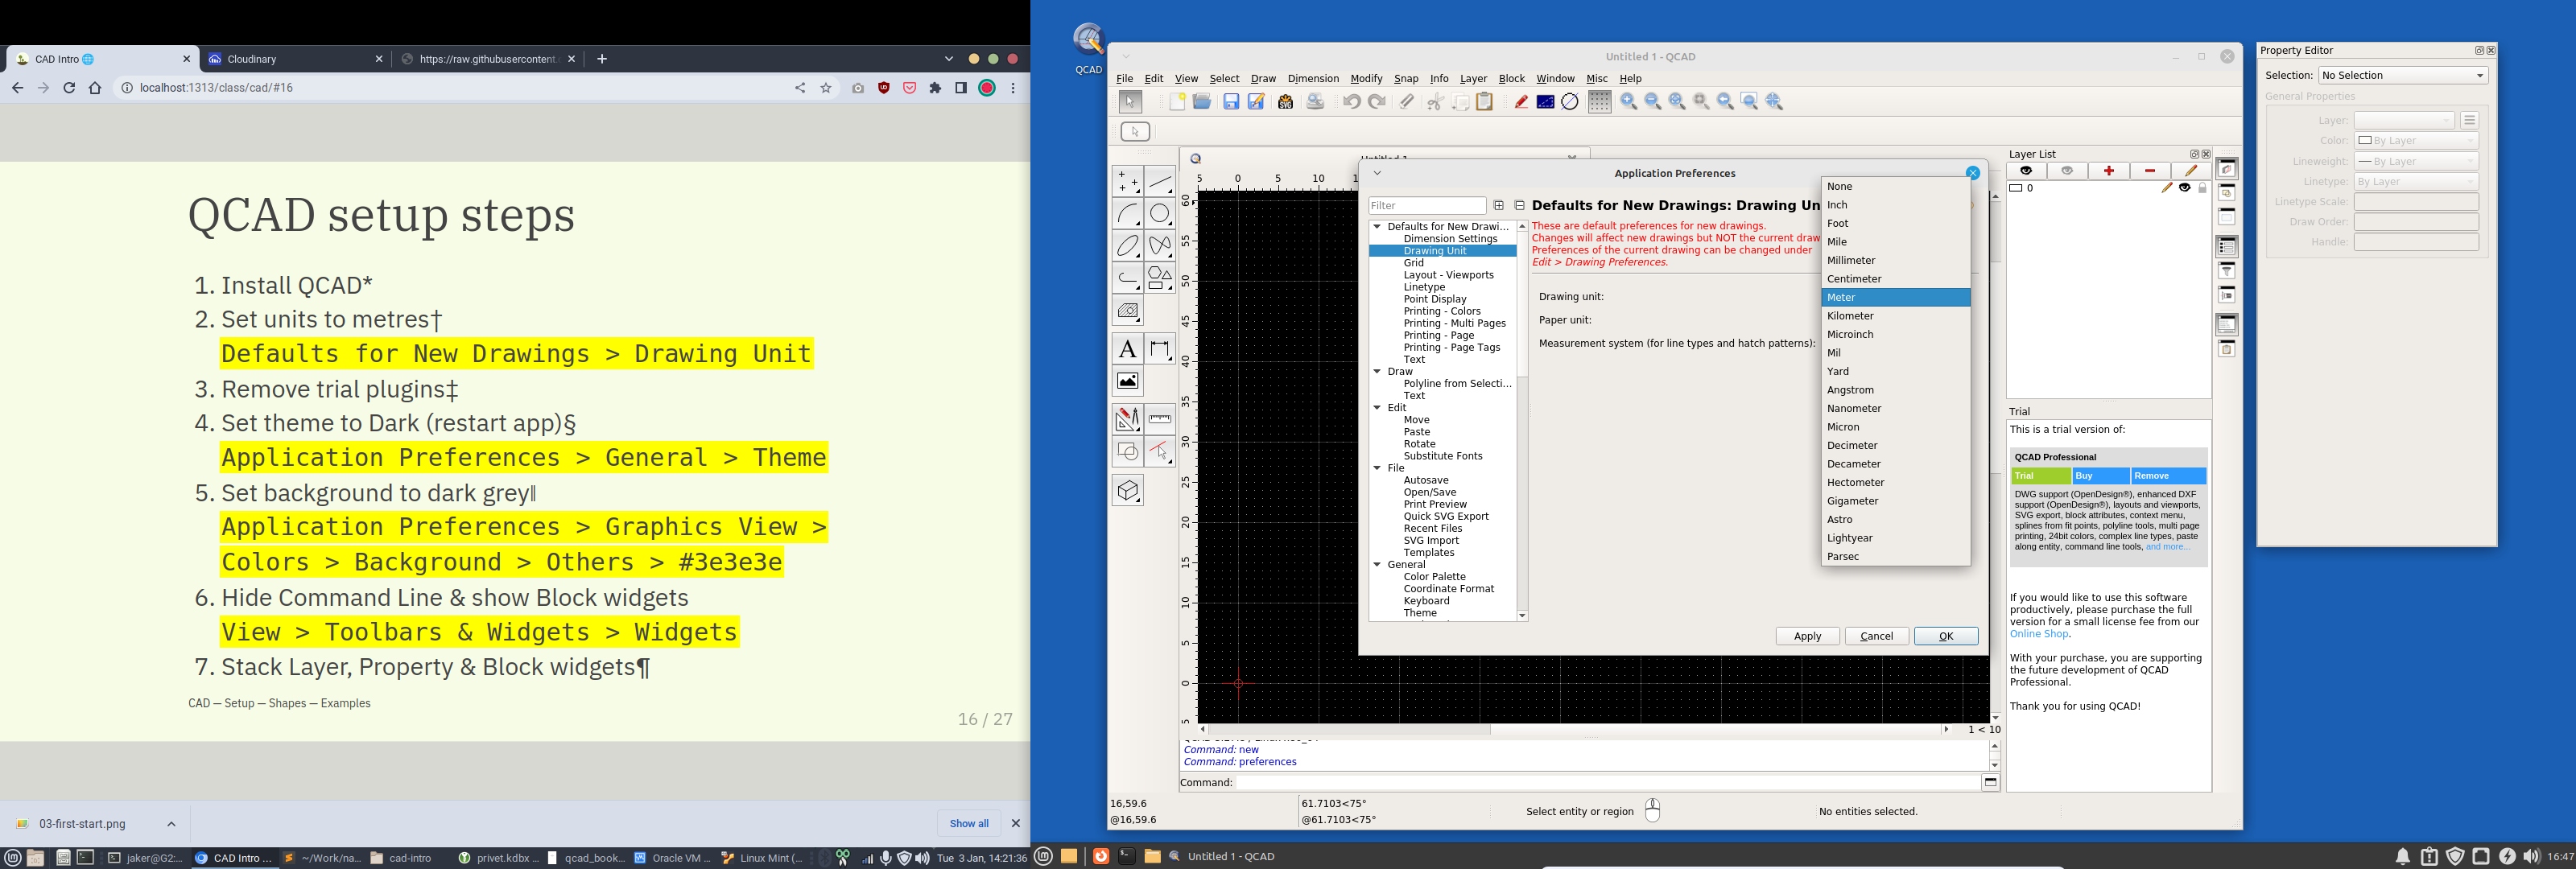 CAD Intro
Cloudinary
https://raw.githubusercontent.
localhost:1313/class/cad/#16
QCAD setup steps
1. Install QCAD*
2. Set units to metres†
Defaults for New Drawings > Drawing Unit
3. Remove trial plugins‡
4. Set theme to Dark (restart app)§
Application Preferences > General > Theme
5. Set background to dark grey‖
Application Preferences > Graphics View >
Colors > Background > Others > #3e3e3e
6. Hide Command Line & show Block widgets
View > Toolbars & Widgets > Widgets
7. Stack Layer, Property & Block widgets¶
CAD — Setup — Shapes — Examples
16 / 27
03-first-start.png
Show all
jaker@G2:...
CAD Intro ...
~/Work/na...
cad-intro
privet.kdbx ...
qcad_book...
Oracle VM ...
Linux Mint (...
Tue 3 Jan, 14:21:36
QCAD
Untitled 1 - QCAD
File Edit View Select Draw Dimension Modify Snap Info Layer Block Window Misc Help
5 0 5 10
60
55
50
45
40
35
30
25
20
15
10
5
0
5
Application Preferences
Filter
Defaults for New Drawi...
Dimension Settings
Drawing Unit
Grid
Layout - Viewports
Linetype
Point Display
Printing - Colors
Printing - Multi Pages
Printing - Page
Printing - Page Tags
Text
Draw
Polyline from Selecti...
Text
Edit
Move
Paste
Rotate
Substitute Fonts
File
Autosave
Open/Save
Print Preview
Quick SVG Export
Recent Files
SVG Import
Templates
General
Color Palette
Coordinate Format
Keyboard
Theme
Defaults for New Drawings: Drawing Un
These are default preferences for new drawings.
Changes will affect new drawings but NOT the current draw
Preferences of the current drawing can be changed under
Edit > Drawing Preferences.
Drawing unit:
Paper unit:
Measurement system (for line types and hatch patterns):
None
Inch
Foot
Mile
Millimeter
Centimeter
Meter
Kilometer
Microinch
Mil
Yard
Angstrom
Nanometer
Micron
Decimeter
Decameter
Hectometer
Gigameter
Astro
Lightyear
Parsec
Apply
Cancel
OK
1 < 10
Command: new
Command: preferences
Command:
16,59.6
@16,59.6
61.7103<75°
@61.7103<75°
Select entity or region
No entities selected.
Layer List
0
Trial
This is a trial version of:
QCAD Professional
Trial Buy Remove
DWG support (OpenDesign®), enhanced DXF
support (OpenDesign®), layouts and viewports,
SVG export, block attributes, context menu,
splines from fit points, polyline tools, multi page
printing, 24bit colors, complex line types, paste
along entity, command line tools, and more...
If you would like to use this software
productively, please purchase the full
version for a small license fee from our
Online Shop.
With your purchase, you are supporting
the future development of QCAD
Professional.
Thank you for using QCAD!
Property Editor
Selection: No Selection
General Properties
Layer:
Color: By Layer
Lineweight: By Layer
Linetype: By Layer
Linetype Scale:
Draw Order:
Handle:
Untitled 1 - QCAD
16:47